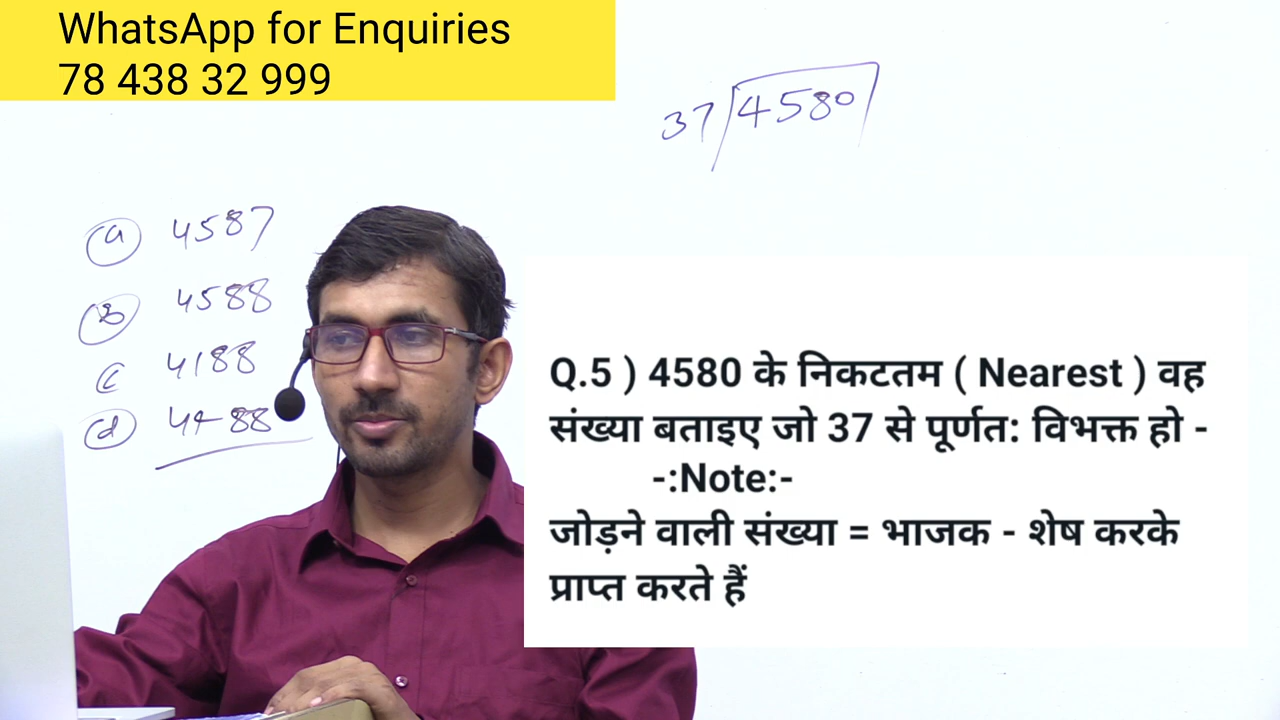 WhatsApp for Enquiries
78 438 32 999
37 4580
a 4587
b 4588
c 4188
d 4488
Q.5 ) 4580 के निकटतम ( Nearest ) वह
संख्या बताइए जो 37 से पूर्णत: विभक्त हो -
-:Note:-
जोड़ने वाली संख्या = भाजक - शेष करके
प्राप्त करते हैं